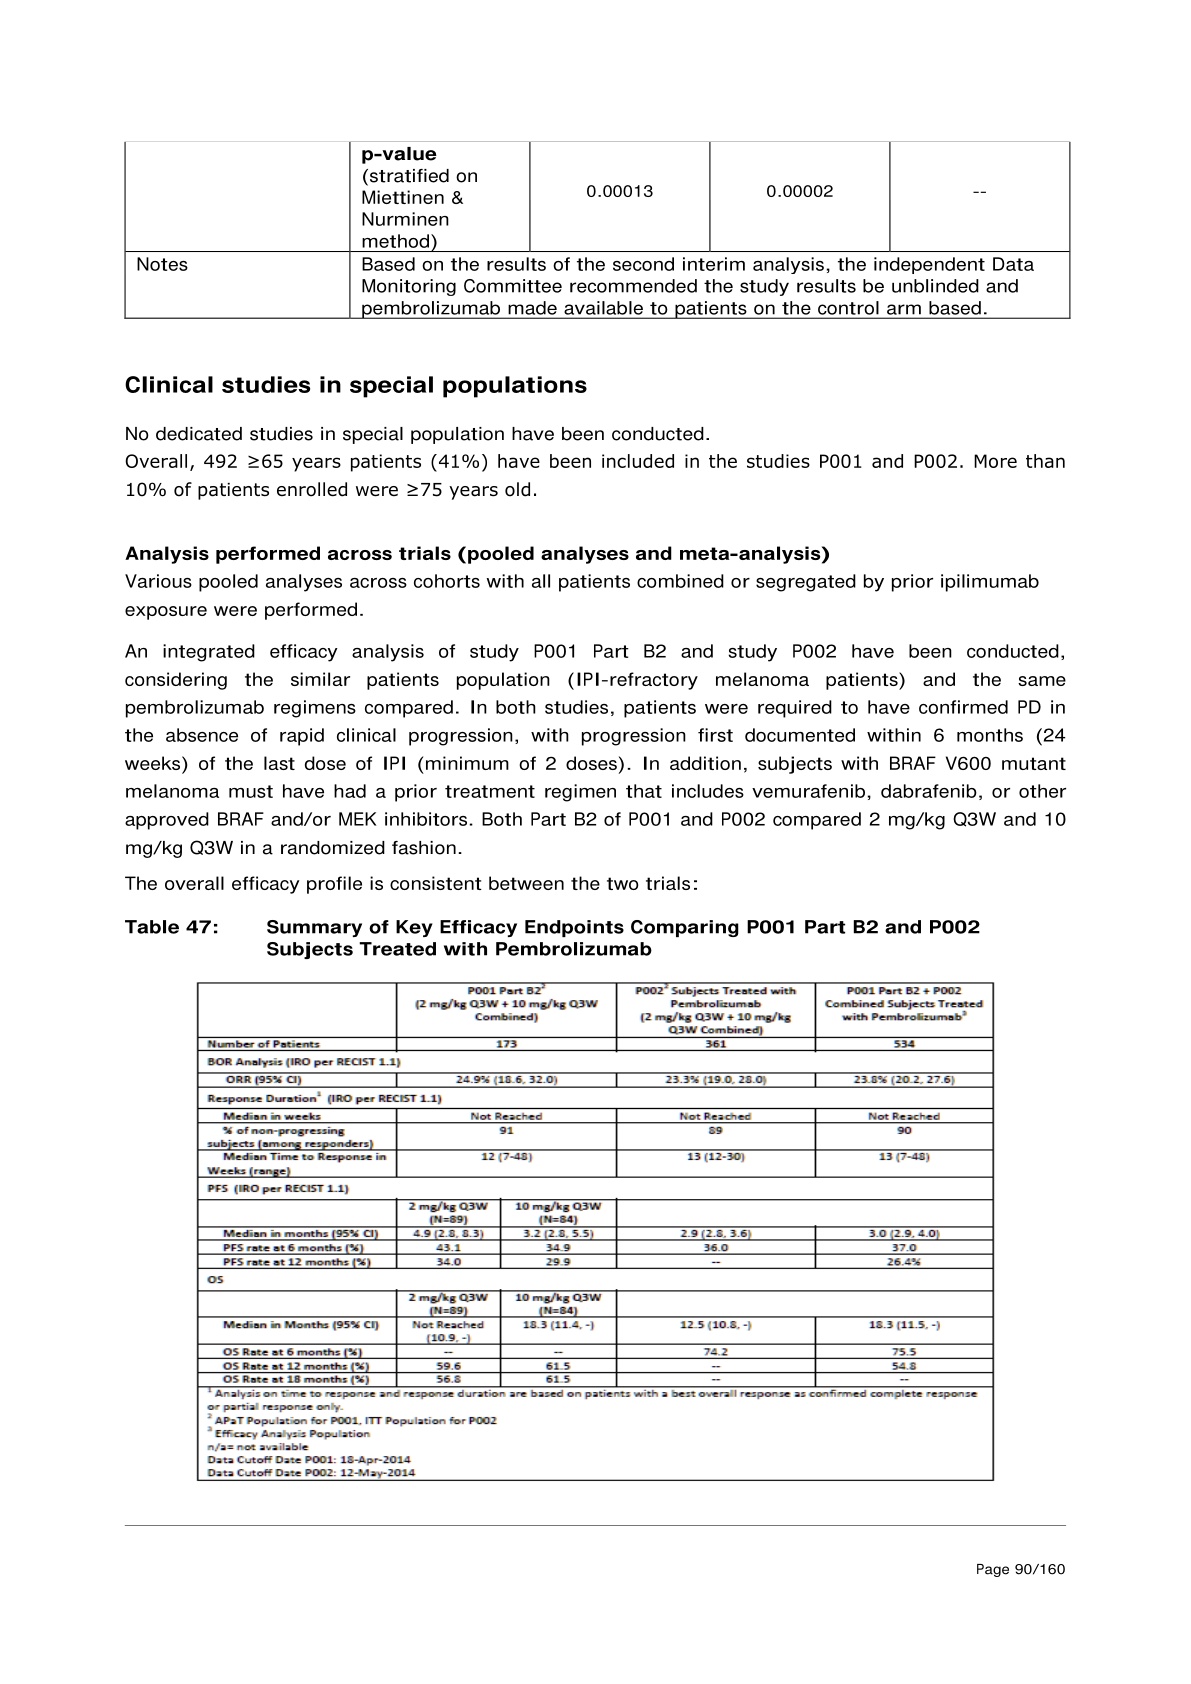 p-value
(stratified on
Miettinen &
Nurminen
method)
0.00013
0.00002
--
Notes
Based on the results of the second interim analysis, the independent Data
Monitoring Committee recommended the study results be unblinded and
pembrolizumab made available to patients on the control arm based.
Clinical studies in special populations
No dedicated studies in special population have been conducted.
Overall, 492 ≥65 years patients (41%) have been included in the studies P001 and P002. More than
10% of patients enrolled were ≥75 years old.
Analysis performed across trials (pooled analyses and meta-analysis)
Various pooled analyses across cohorts with all patients combined or segregated by prior ipilimumab
exposure were performed.
An integrated efficacy analysis of study P001 Part B2 and study P002 have been conducted,
considering the similar patients population (IPI-refractory melanoma patients) and the same
pembrolizumab regimens compared. In both studies, patients were required to have confirmed PD in
the absence of rapid clinical progression, with progression first documented within 6 months (24
weeks) of the last dose of IPI (minimum of 2 doses). In addition, subjects with BRAF V600 mutant
melanoma must have had a prior treatment regimen that includes vemurafenib, dabrafenib, or other
approved BRAF and/or MEK inhibitors. Both Part B2 of P001 and P002 compared 2 mg/kg Q3W and 10
mg/kg Q3W in a randomized fashion.
The overall efficacy profile is consistent between the two trials:
Table 47: Summary of Key Efficacy Endpoints Comparing P001 Part B2 and P002
Subjects Treated with Pembrolizumab
P001 Part B2²
(2 mg/kg Q3W + 10 mg/kg Q3W
Combined)
P002² Subjects Treated with
Pembrolizumab
(2 mg/kg Q3W + 10 mg/kg
Q3W Combined)
P001 Part B2 + P002
Combined Subjects Treated
with Pembrolizumab³
Number of Patients 173 361 534
BOR Analysis (IRO per RECIST 1.1)
ORR (95% CI) 24.9% (18.6, 32.0) 23.3% (19.0, 28.0) 23.8% (20.2, 27.6)
Response Duration¹ (IRO per RECIST 1.1)
Median in weeks Not Reached Not Reached Not Reached
% of non-progressing
subjects (among responders)
91 89 90
Median Time to Response in
Weeks (range)
12 (7-48) 13 (12-30) 13 (7-48)
PFS (IRO per RECIST 1.1)
2 mg/kg Q3W
(N=89)
10 mg/kg Q3W
(N=84)
Median in months (95% CI) 4.9 (2.8, 8.3) 3.2 (2.8, 5.5) 2.9 (2.8, 3.6) 3.0 (2.9, 4.0)
PFS rate at 6 months (%) 43.1 34.9 36.0 37.0
PFS rate at 12 months (%) 34.0 29.9 -- 26.4%
OS
2 mg/kg Q3W
(N=89)
10 mg/kg Q3W
(N=84)
Median in Months (95% CI) Not Reached
(10.9, -)
18.3 (11.4, -) 12.5 (10.8, -) 18.3 (11.5, -)
OS Rate at 6 months (%) -- -- 74.2 75.5
OS Rate at 12 months (%) 59.6 61.5 -- 54.8
OS Rate at 18 months (%) 56.8 61.5 -- --
¹ Analysis on time to response and response duration are based on patients with a best overall response as confirmed complete response
or partial response only.
² APaT Population for P001, ITT Population for P002
³ Efficacy Analysis Population
n/a= not available
Data Cutoff Date P001: 18-Apr-2014
Data Cutoff Date P002: 12-May-2014
Page 90/160